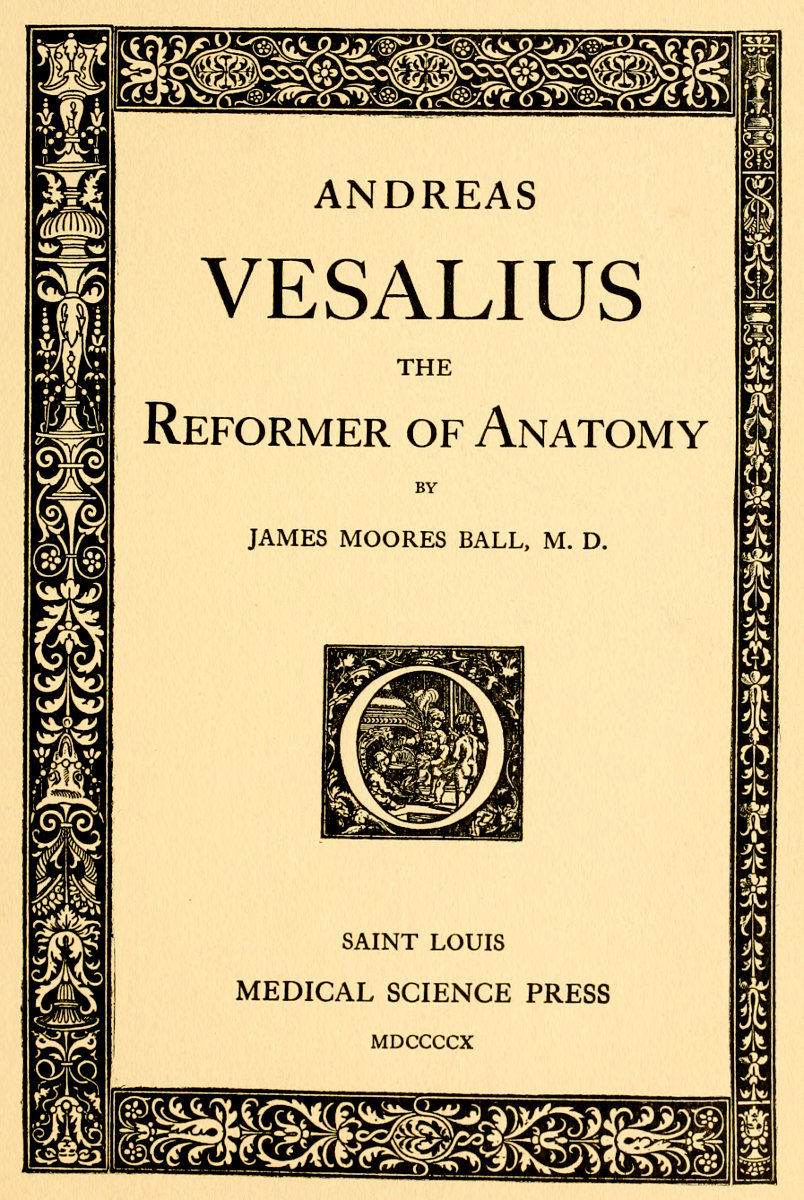 ANDREAS
VESALIUS
THE
REFORMER OF ANATOMY
BY
JAMES MOORES BALL, M. D.
O
SAINT LOUIS
MEDICAL SCIENCE PRESS
MDCCCCX